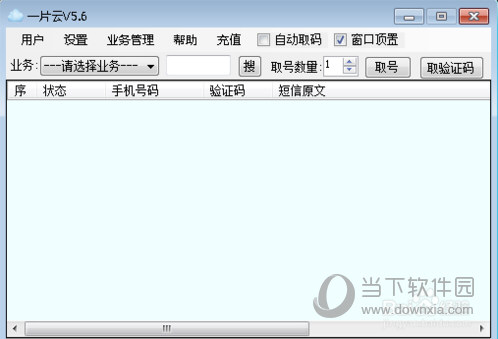 一片云V5.6
用户 设置 业务管理 帮助 充值 自动取码 窗口顶置
业务: ---请选择业务--- 搜 取号数量: 1 取号 取验证码
序 状态 手机号码 验证码 短信原文
当下软件园
www.downxia.com